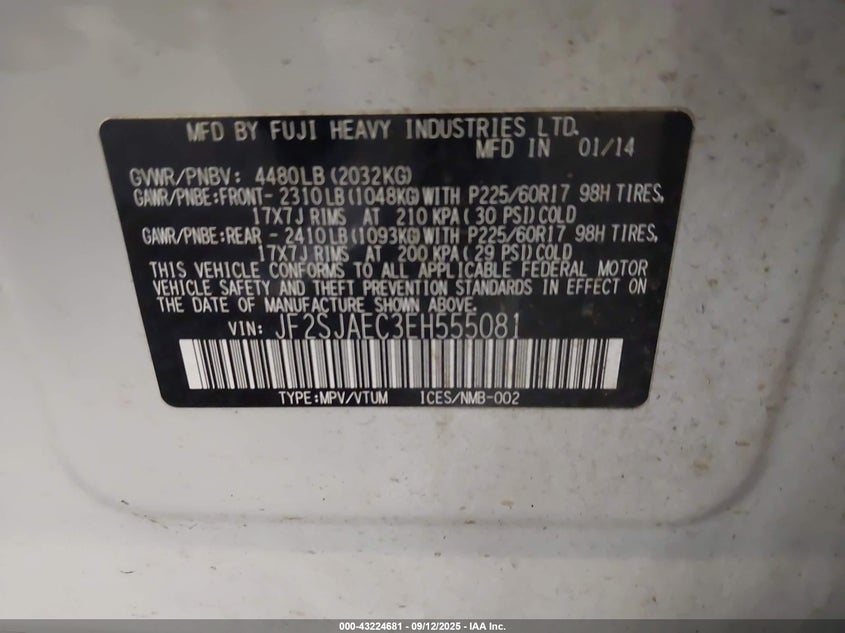 MFD BY FUJI HEAVY INDUSTRIES LTD.
MFD IN 01/14
GVWR/PNBV: 4480LB (2032KG)
GAWR/PNBE:FRONT- 2310LB (1048KG) WITH P225/60R17 98H TIRES,
17X7J RIMS AT 210 KPA ( 30 PSI) COLD
GAWR/PNBE:REAR - 2410LB (1093KG) WITH P225/60R17 98H TIRES,
17X7J RIMS AT 200 KPA ( 29 PSI) COLD
THIS VEHICLE CONFORMS TO ALL APPLICABLE FEDERAL MOTOR
VEHICLE SAFETY AND THEFT PREVENTION STANDARDS IN EFFECT ON
THE DATE OF MANUFACTURE SHOWN ABOVE.
VIN: JF2SJAEC3EH555081
TYPE:MPV/VTUM ICES/NMB-002
000-43224681 - 09/12/2025 - IAA Inc.